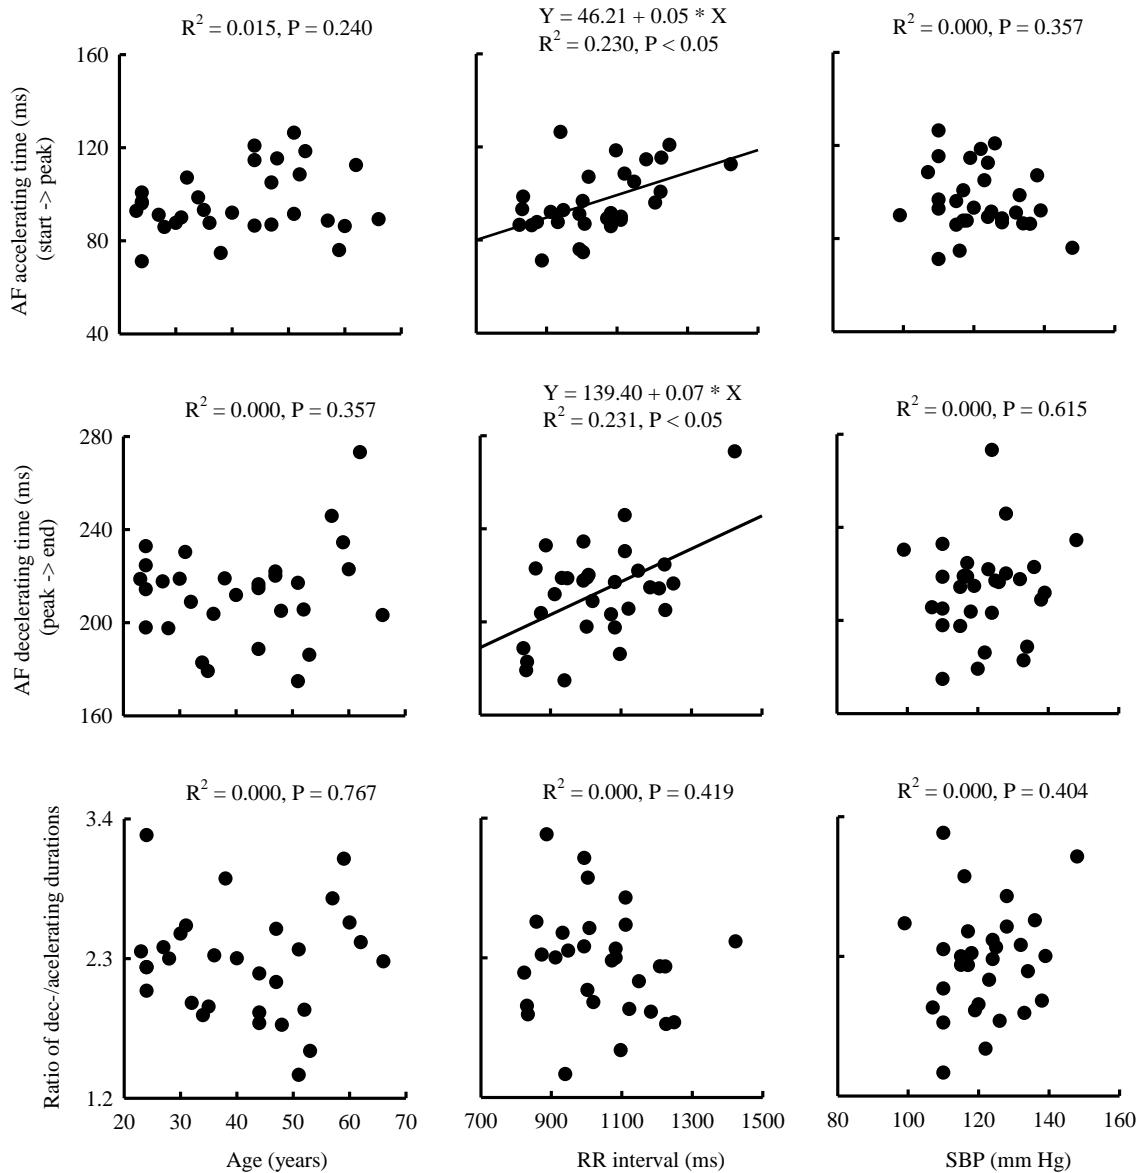 R² = 0.015, P = 0.240
Y = 46.21 + 0.05 * X
R² = 0.230, P < 0.05
R² = 0.000, P = 0.357
AF accelerating time (ms)
(start -> peak)
160
120
80
40
R² = 0.000, P = 0.357
Y = 139.40 + 0.07 * X
R² = 0.231, P < 0.05
R² = 0.000, P = 0.615
AF decelerating time (ms)
(peak -> end)
280
240
200
160
R² = 0.000, P = 0.767
R² = 0.000, P = 0.419
R² = 0.000, P = 0.404
Ratio of dec-/acelerating durations
3.4
2.3
1.2
20 30 40 50 60 70
700 900 1100 1300 1500
80 100 120 140 160
Age (years)
RR interval (ms)
SBP (mm Hg)